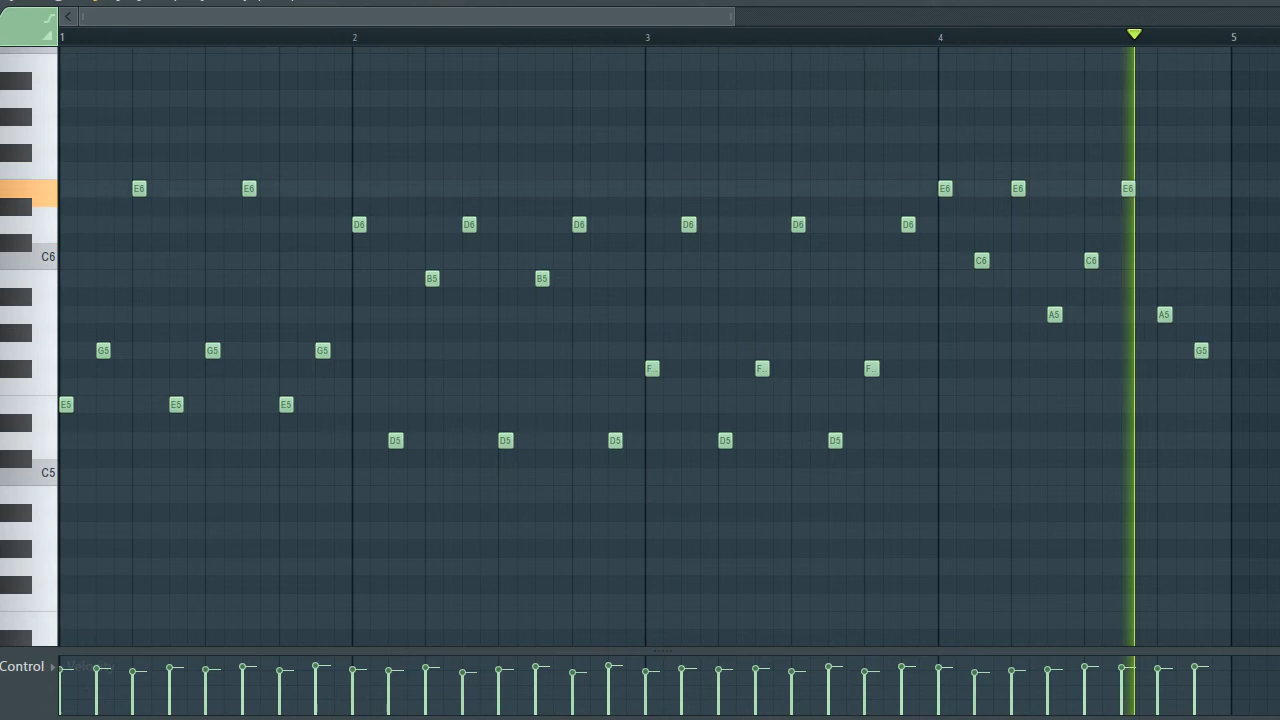 1 2 3 4 5
E6 E6 E6 E6 E6
D6 D6 D6 D6 D6 D6
C6 C6 C6
B5 B5
A5 A5
G5 G5 G5 G5
F.. F.. F..
E5 E5 E5
D5 D5 D5 D5 D5
C5
Control Velocity